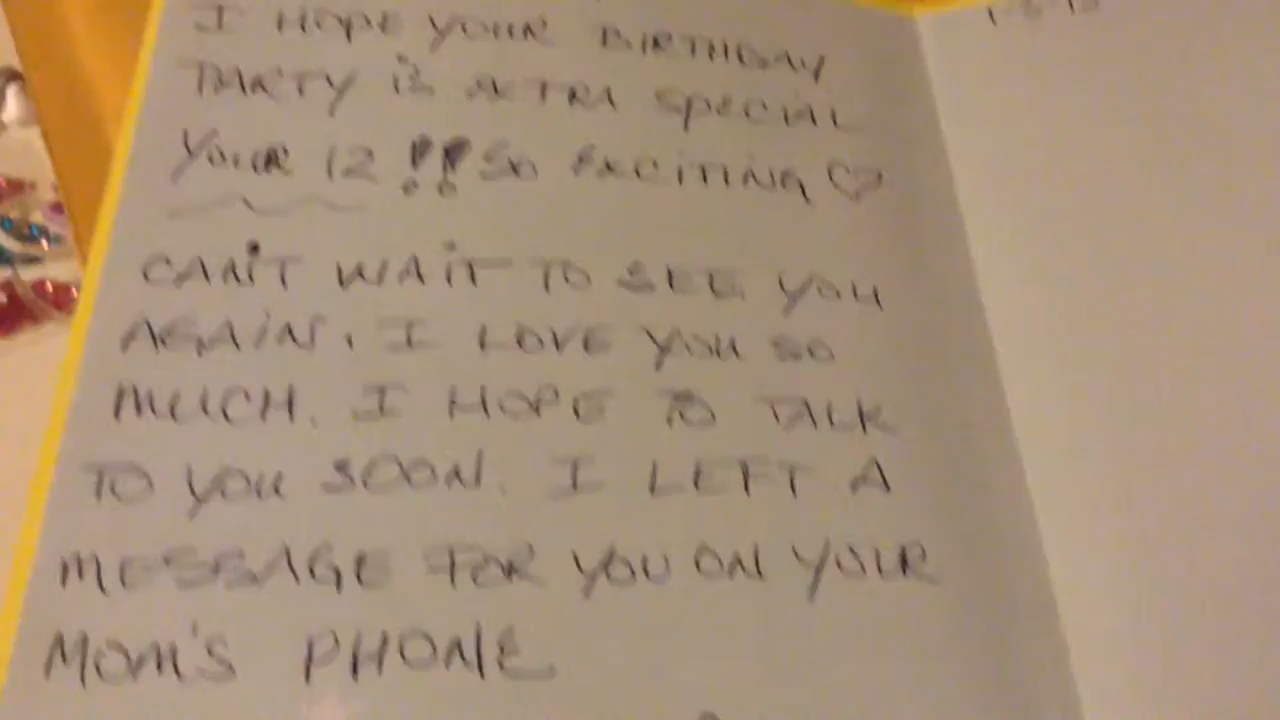 I HOPE YOUR BIRTHDAY
PARTY is EXTRA SPECIAL
YOUR 12 !! SO EXCITING ♡
CAN'T WAIT TO SEE YOU
AGAIN. I LOVE YOU SO
MUCH. I HOPE TO TALK
TO YOU SOON. I LEFT A
MESSAGE FOR YOU ON YOUR
MOM'S PHONE